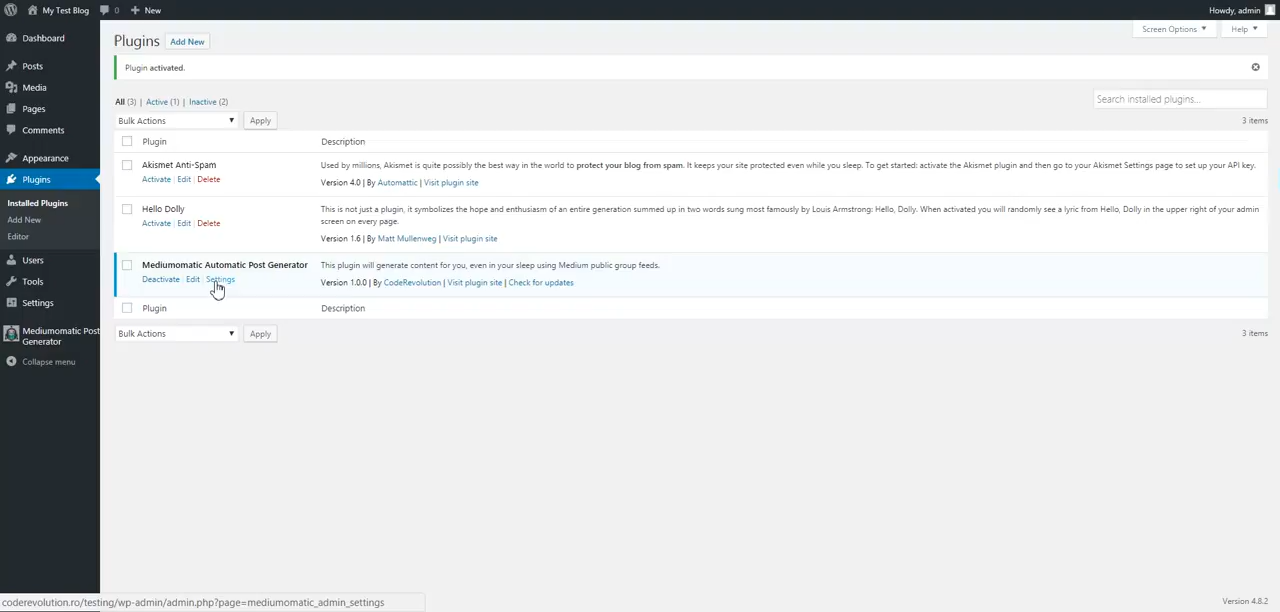 My Test Blog 0 + New Howdy, admin
Dashboard
Posts
Media
Pages
Comments
Appearance
Plugins
Installed Plugins
Add New
Editor
Users
Tools
Settings
Mediumomatic Post
Generator
Collapse menu
Screen Options ▼ Help ▼
Plugins Add New
Plugin activated.
All (3) | Active (1) | Inactive (2)
Search installed plugins...
Bulk Actions ▼ Apply 3 items
Plugin Description
Akismet Anti-Spam
Activate | Edit | Delete
Used by millions, Akismet is quite possibly the best way in the world to protect your blog from spam. It keeps your site protected even while you sleep. To get started: activate the Akismet plugin and then go to your Akismet Settings page to set up your API key.
Version 4.0 | By Automattic | Visit plugin site
Hello Dolly
Activate | Edit | Delete
This is not just a plugin, it symbolizes the hope and enthusiasm of an entire generation summed up in two words sung most famously by Louis Armstrong: Hello, Dolly. When activated you will randomly see a lyric from Hello, Dolly in the upper right of your admin
screen on every page.
Version 1.6 | By Matt Mullenweg | Visit plugin site
Mediumomatic Automatic Post Generator
Deactivate | Edit | Settings
This plugin will generate content for you, even in your sleep using Medium public group feeds.
Version 1.0.0 | By CodeRevolution | Visit plugin site | Check for updates
Plugin Description
Bulk Actions ▼ Apply 3 items
coderevolution.ro/testing/wp-admin/admin.php?page=mediumomatic_admin_settings
Version 4.8.2